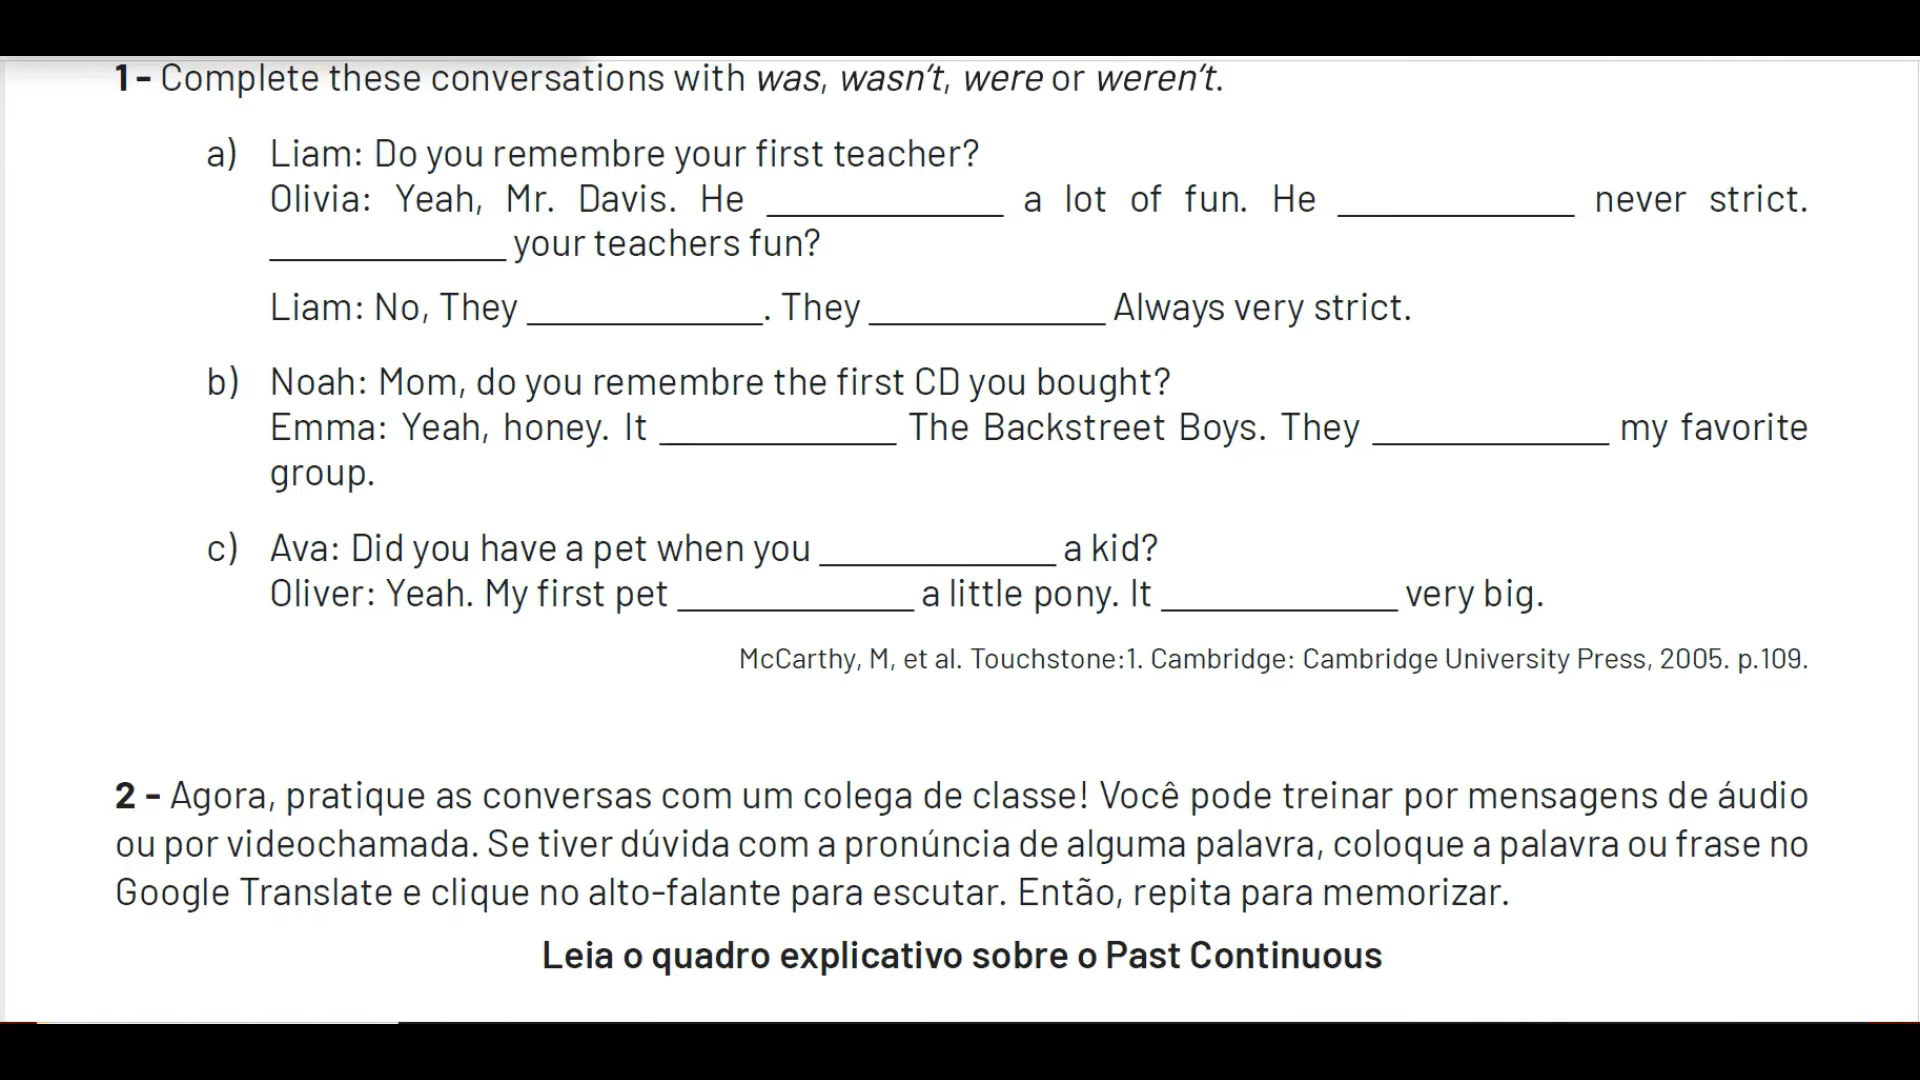 1 - Complete these conversations with was, wasn't, were or weren't.
a) Liam: Do you remembre your first teacher?
Olivia: Yeah, Mr. Davis. He ____________ a lot of fun. He ____________ never strict.
____________ your teachers fun?
Liam: No, They ____________. They ____________ Always very strict.
b) Noah: Mom, do you remembre the first CD you bought?
Emma: Yeah, honey. It ____________ The Backstreet Boys. They ____________ my favorite
group.
c) Ava: Did you have a pet when you ____________ a kid?
Oliver: Yeah. My first pet ____________ a little pony. It ____________ very big.
McCarthy, M, et al. Touchstone:1. Cambridge: Cambridge University Press, 2005. p.109.
2 - Agora, pratique as conversas com um colega de classe! Você pode treinar por mensagens de áudio
ou por videochamada. Se tiver dúvida com a pronúncia de alguma palavra, coloque a palavra ou frase no
Google Translate e clique no alto-falante para escutar. Então, repita para memorizar.
Leia o quadro explicativo sobre o Past Continuous